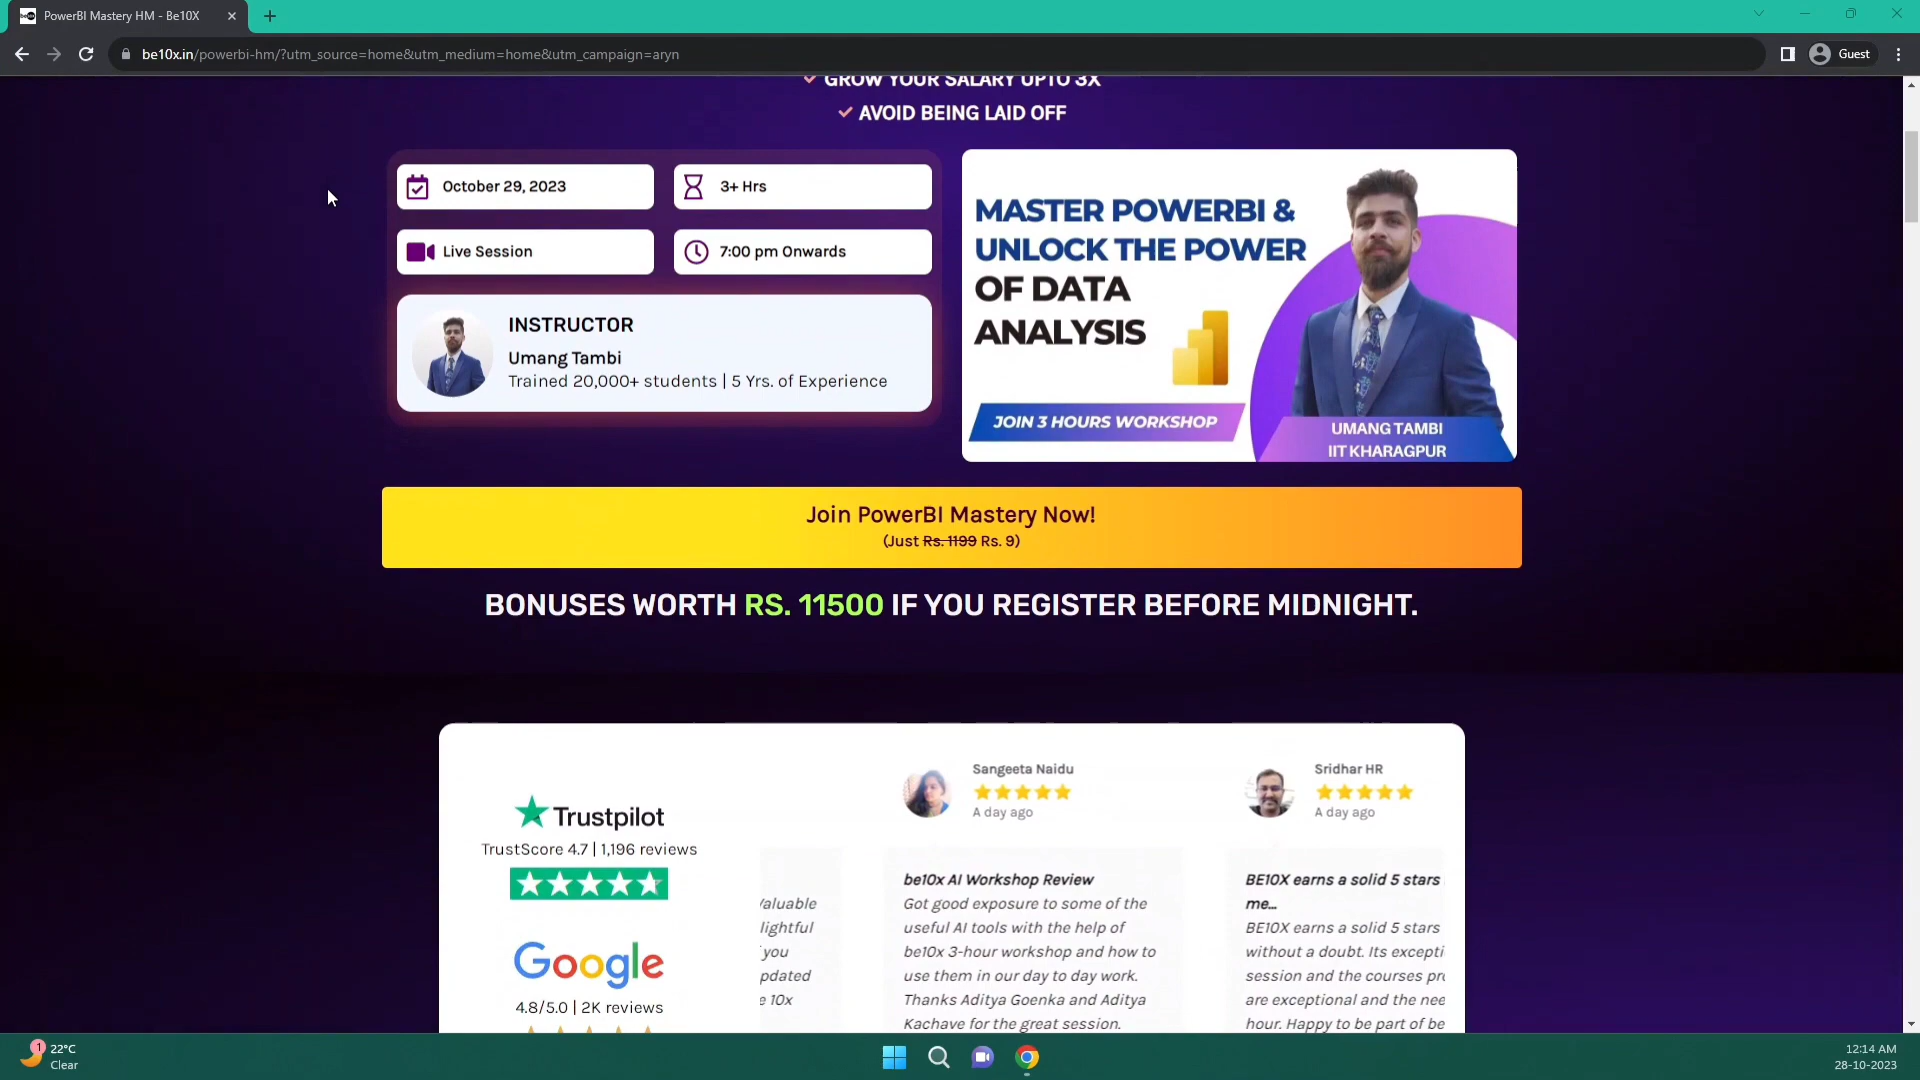 PowerBI Mastery HM - Be10X
be10x.in/powerbi-hm/?utm_source=home&utm_medium=home&utm_campaign=aryn
Guest
GROW YOUR SALARY UPTO 3X
AVOID BEING LAID OFF
October 29, 2023
3+ Hrs
Live Session
7:00 pm Onwards
INSTRUCTOR
Umang Tambi
Trained 20,000+ students | 5 Yrs. of Experience
MASTER POWERBI &
UNLOCK THE POWER
OF DATA
ANALYSIS
JOIN 3 HOURS WORKSHOP
UMANG TAMBI
IIT KHARAGPUR
Join PowerBI Mastery Now!
(Just Rs. 1199 Rs. 9)
BONUSES WORTH RS. 11500 IF YOU REGISTER BEFORE MIDNIGHT.
Trustpilot
TrustScore 4.7 | 1,196 reviews
Google
4.8/5.0 | 2K reviews
lightful
you
pdated
e 10x
Sangeeta Naidu
A day ago
be10x AI Workshop Review
Got good exposure to some of the
useful AI tools with the help of
be10x 3-hour workshop and how to
use them in our day to day work.
Thanks Aditya Goenka and Aditya
Kachave for the great session.
Sridhar HR
A day ago
BE10X earns a solid 5 stars
me...
BE10X earns a solid 5 stars
without a doubt. Its excepti
session and the courses pr
are exceptional and the nee
hour. Happy to be part of be
1
22°C
Clear
12:14 AM
28-10-2023